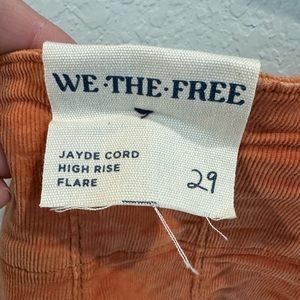 WE·THE·FREE
JAYDE CORD
HIGH RISE
FLARE
29